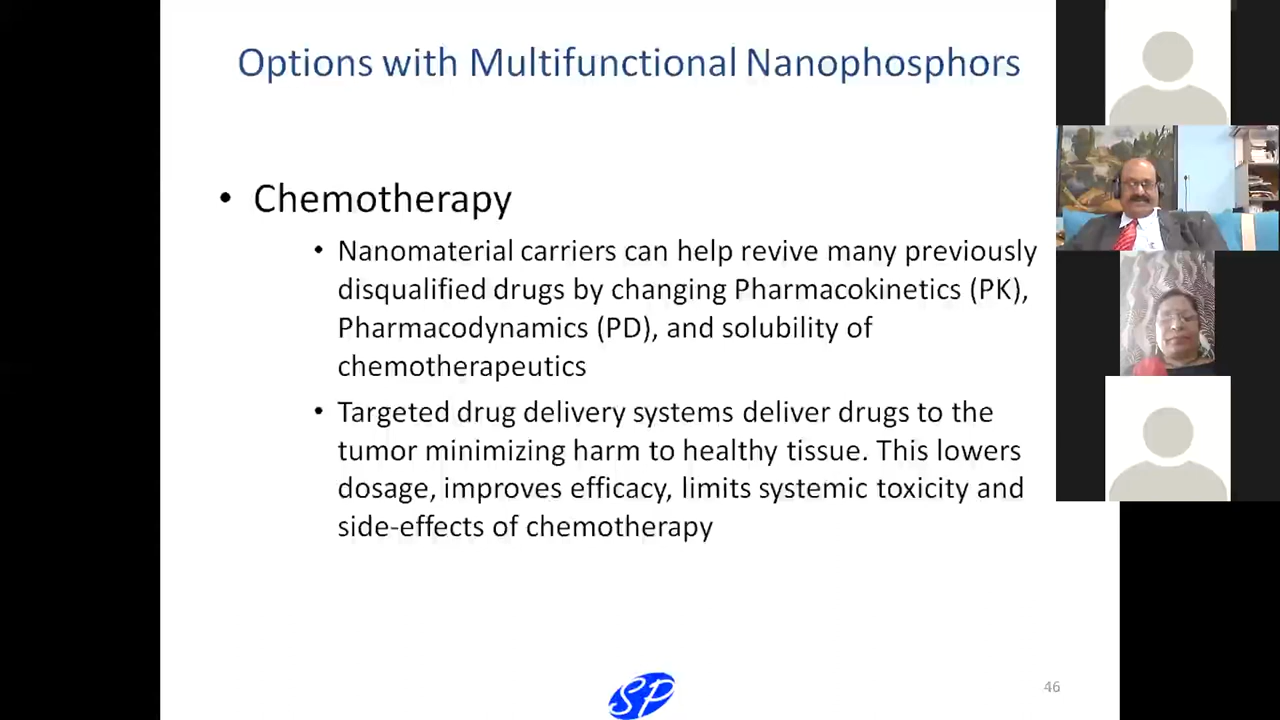 Options with Multifunctional Nanophosphors
• Chemotherapy
• Nanomaterial carriers can help revive many previously
disqualified drugs by changing Pharmacokinetics (PK),
Pharmacodynamics (PD), and solubility of
chemotherapeutics
• Targeted drug delivery systems deliver drugs to the
tumor minimizing harm to healthy tissue. This lowers
dosage, improves efficacy, limits systemic toxicity and
side-effects of chemotherapy
SP
46